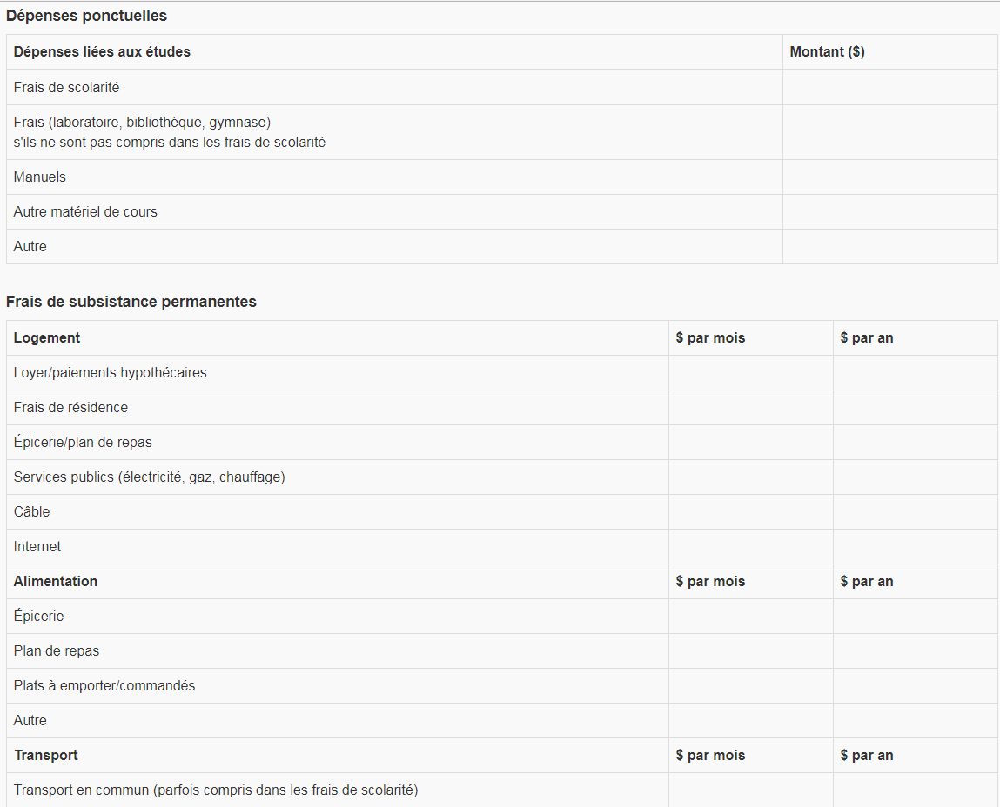 Dépenses ponctuelles
Dépenses liées aux études Montant ($)
Frais de scolarité
Frais (laboratoire, bibliothèque, gymnase)
s'ils ne sont pas compris dans les frais de scolarité
Manuels
Autre matériel de cours
Autre
Frais de subsistance permanentes
Logement $ par mois $ par an
Loyer/paiements hypothécaires
Frais de résidence
Épicerie/plan de repas
Services publics (électricité, gaz, chauffage)
Câble
Internet
Alimentation $ par mois $ par an
Épicerie
Plan de repas
Plats à emporter/commandés
Autre
Transport $ par mois $ par an
Transport en commun (parfois compris dans les frais de scolarité)